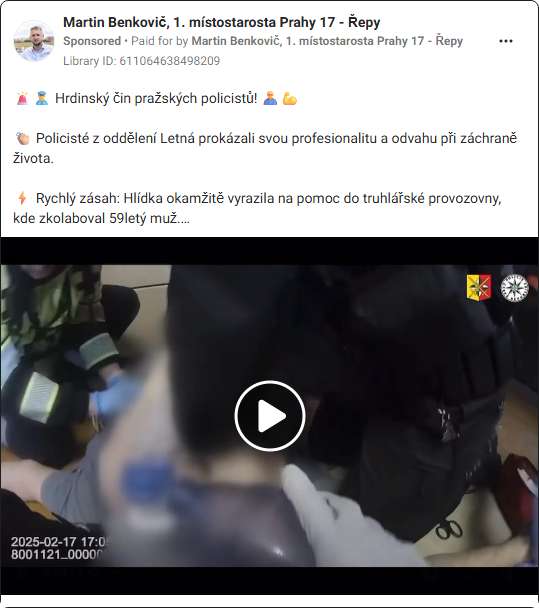 Martin Benkovič, 1. místostarosta Prahy 17 - Řepy
Sponsored • Paid for by Martin Benkovič, 1. místostarosta Prahy 17 - Řepy
Library ID: 611064638498209
🚨 👮 Hrdinský čin pražských policistů! 👮‍♂️ 💪
👏 Policisté z oddělení Letná prokázali svou profesionalitu a odvahu při záchraně
života.
⚡ Rychlý zásah: Hlídka okamžitě vyrazila na pomoc do truhlářské provozovny,
kde zkolaboval 59letý muž....
2025-02-17 17:0
8001121_0000